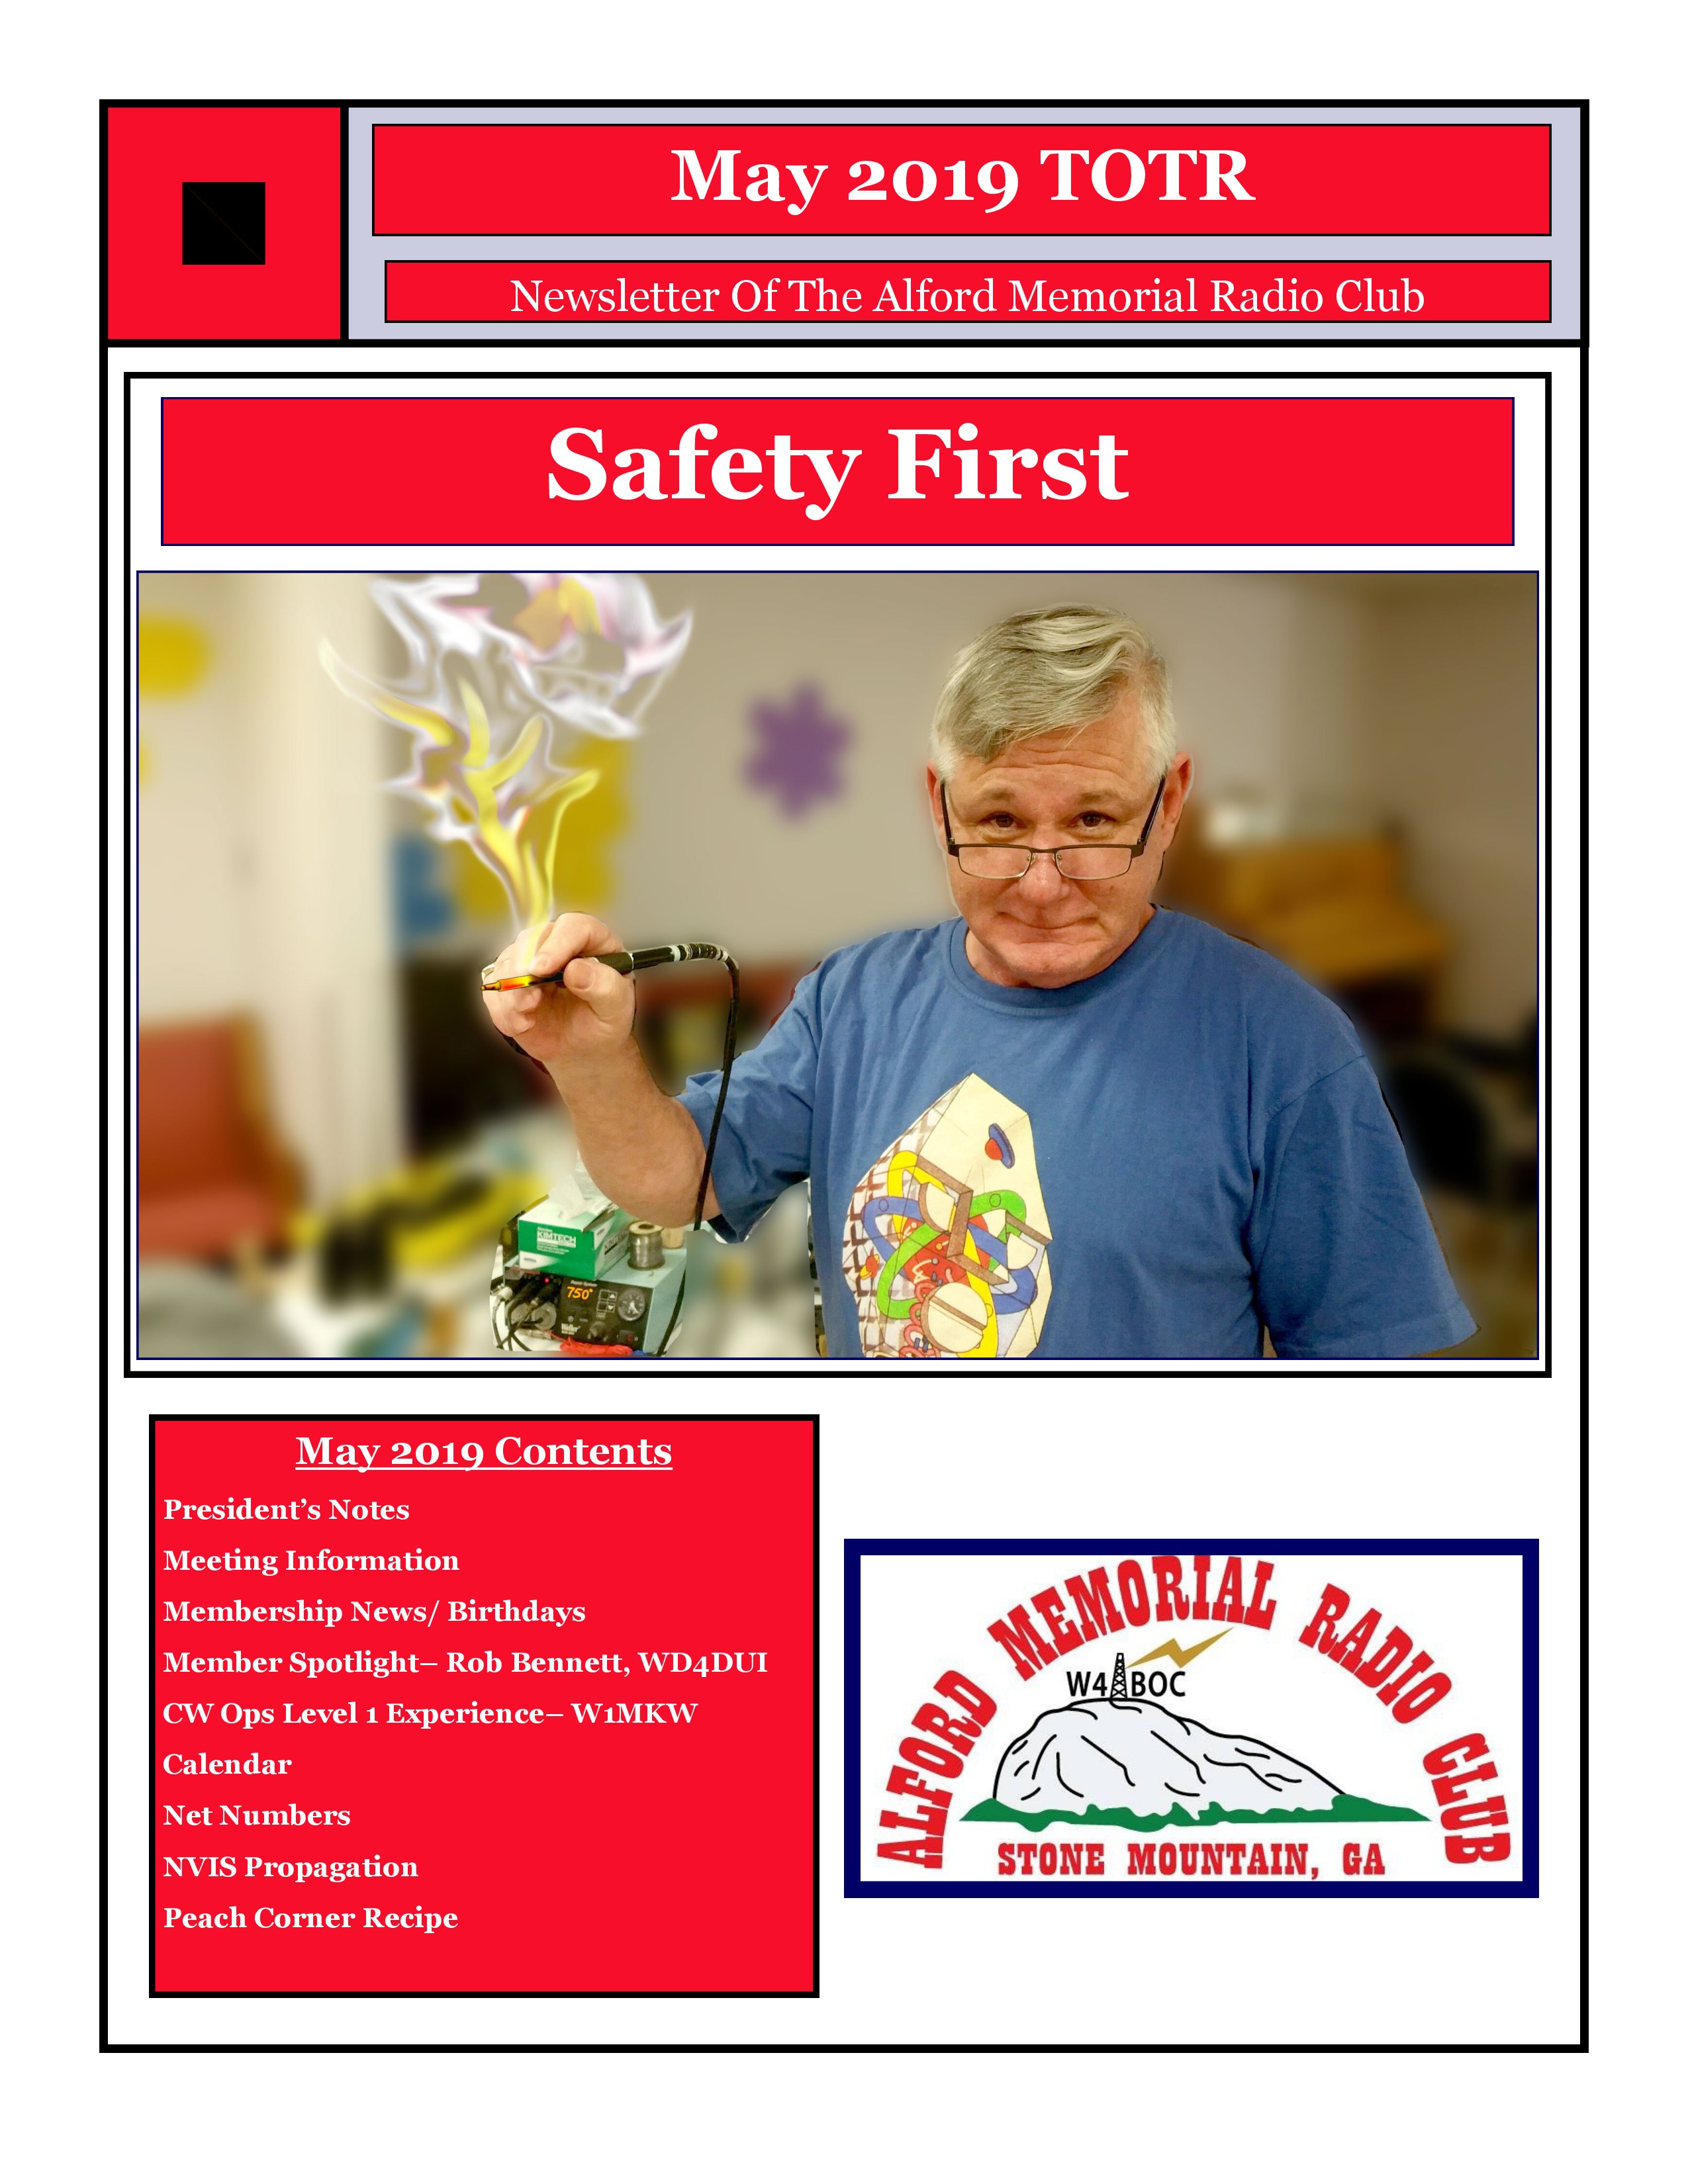 May 2019 TOTR
Newsletter Of The Alford Memorial Radio Club
Safety First
KIMTECH
750°
May 2019 Contents
President's Notes
Meeting Information
Membership News/ Birthdays
Member Spotlight– Rob Bennett, WD4DUI
CW Ops Level 1 Experience– W1MKW
Calendar
Net Numbers
NVIS Propagation
Peach Corner Recipe
ALFORD MEMORIAL RADIO CLUB
W4BOC
STONE MOUNTAIN, GA